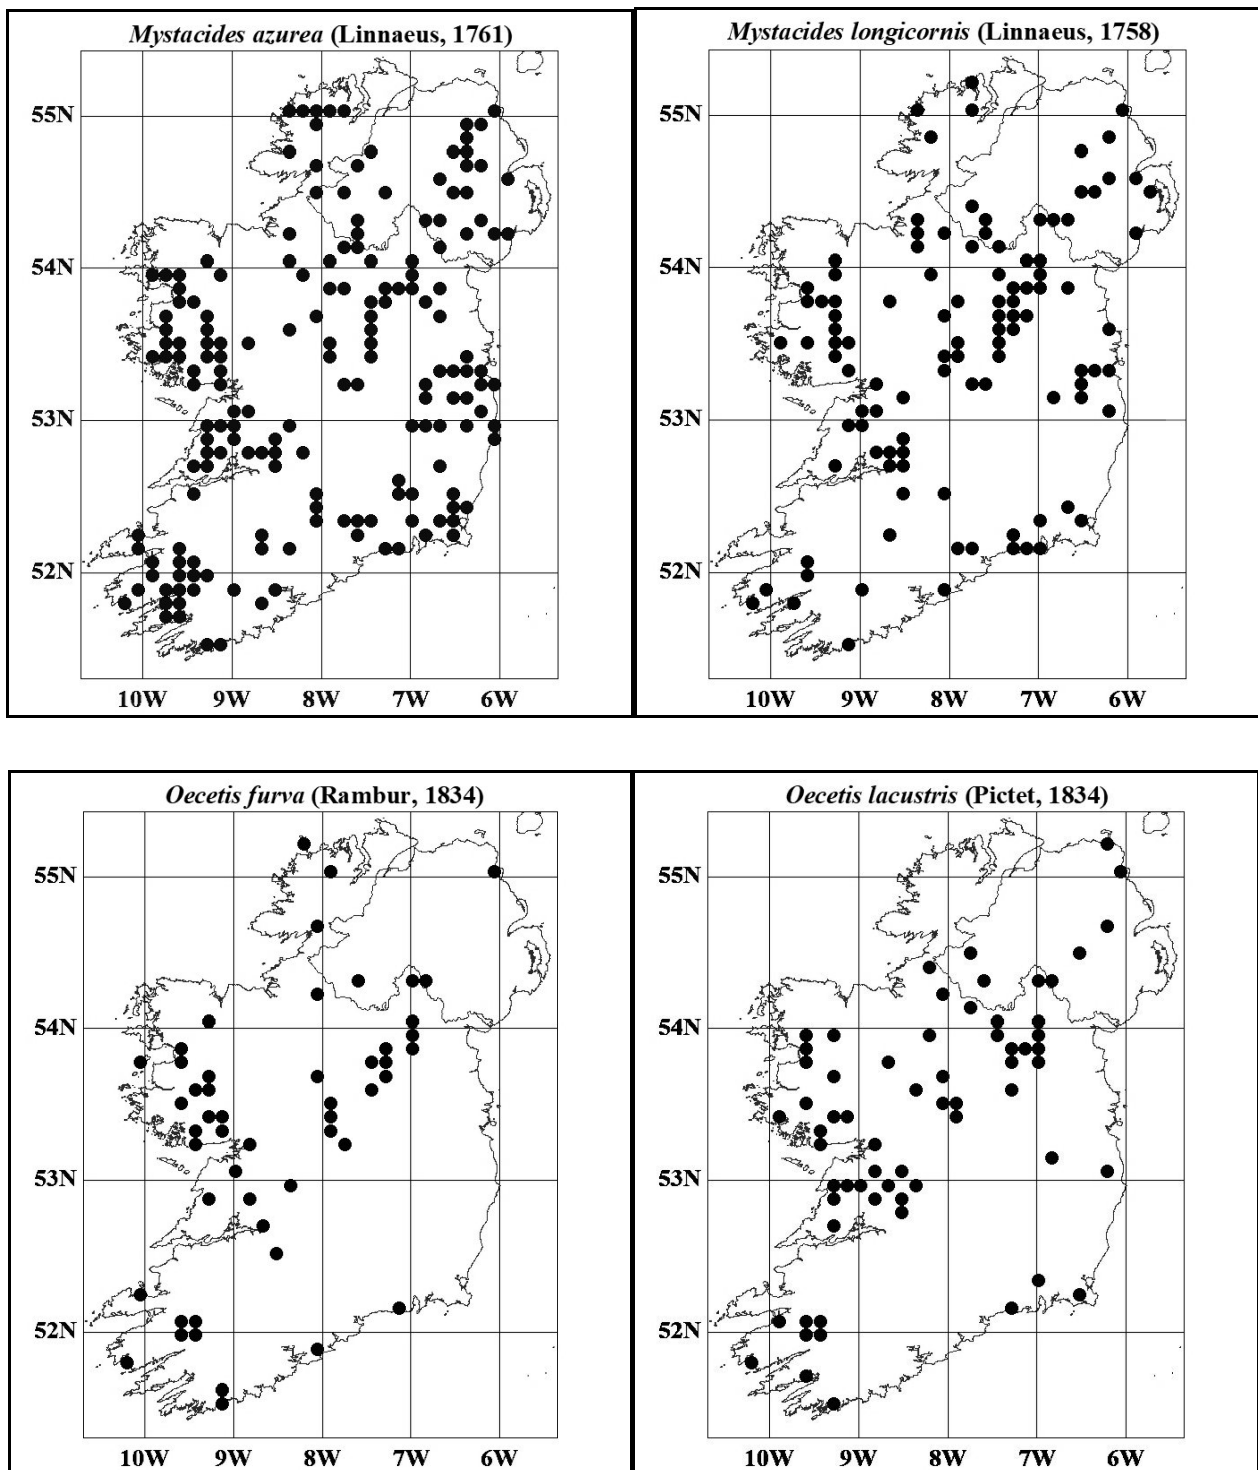 Mystacides azurea (Linnaeus, 1761)
55N
54N
53N
52N
10W 9W 8W 7W 6W
Mystacides longicornis (Linnaeus, 1758)
55N
54N
53N
52N
10W 9W 8W 7W 6W
Oecetis furva (Rambur, 1834)
55N
54N
53N
52N
10W 9W 8W 7W 6W
Oecetis lacustris (Pictet, 1834)
55N
54N
53N
52N
10W 9W 8W 7W 6W